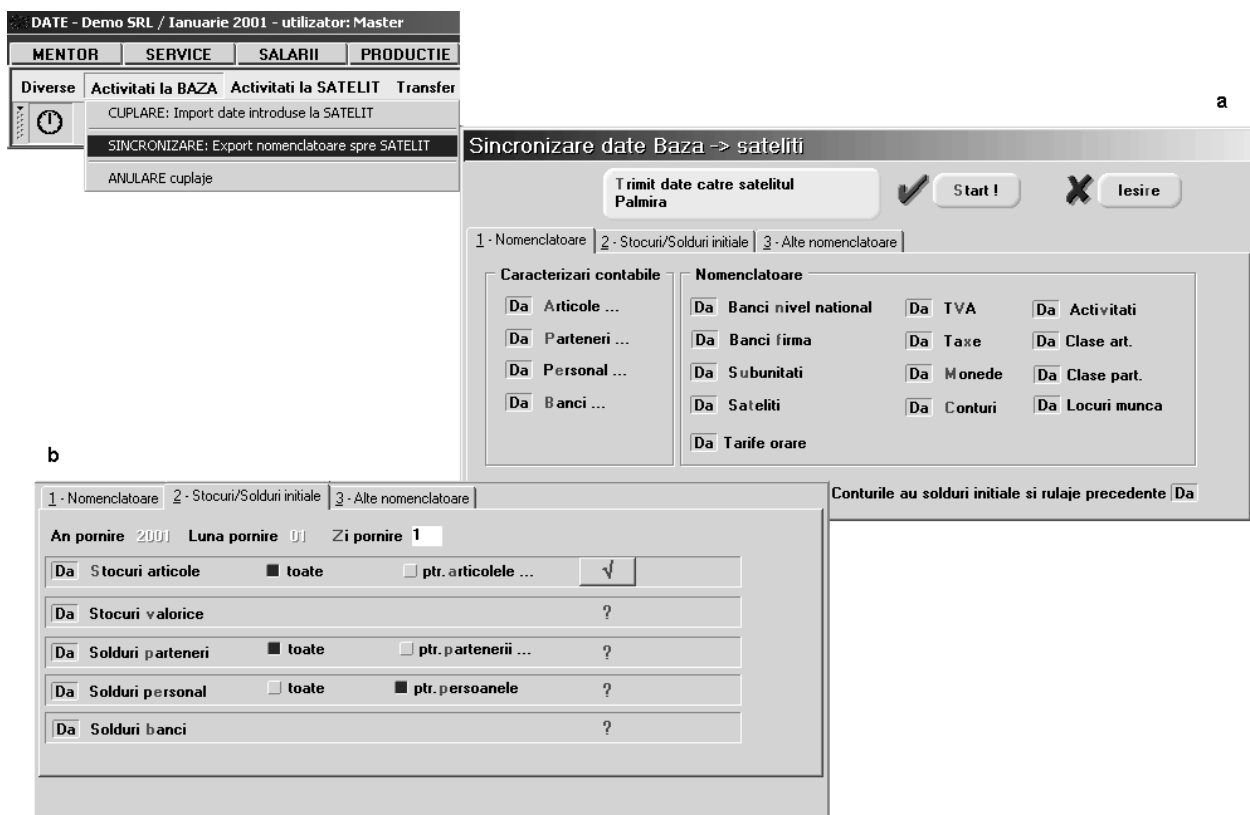 DATE - Demo SRL / Ianuarie 2001 - utilizator: Master
MENTOR SERVICE SALARII PRODUCTIE
Diverse Activitati la BAZA Activitati la SATELIT Transfer
CUPLARE: Import date introduse la SATELIT
SINCRONIZARE: Export nomenclatoare spre SATELIT
ANULARE cuplaje
a
Sincronizare date Baza -> sateliti
Trimit date catre satelitul
Palmira
Start !
Iesire
1 - Nomenclatoare 2 - Stocuri/Solduri initiale 3 - Alte nomenclatoare
Caracterizari contabile
Da Articole ...
Da Parteneri ...
Da Personal ...
Da Banci ...
Nomenclatoare
Da Banci nivel national Da TVA Da Activitati
Da Banci firma Da Taxe Da Clase art.
Da Subunitati Da Monede Da Clase part.
Da Sateliti Da Conturi Da Locuri munca
Da Tarife orare
Conturile au solduri initiale si rulaje precedente Da
b
1 - Nomenclatoare 2 - Stocuri/Solduri initiale 3 - Alte nomenclatoare
An pornire 2001 Luna pornire 01 Zi pornire 1
Da Stocuri articole toate ptr. articolele ... √
Da Stocuri valorice ?
Da Solduri parteneri toate ptr. partenerii ... ?
Da Solduri personal toate ptr. persoanele ?
Da Solduri banci ?